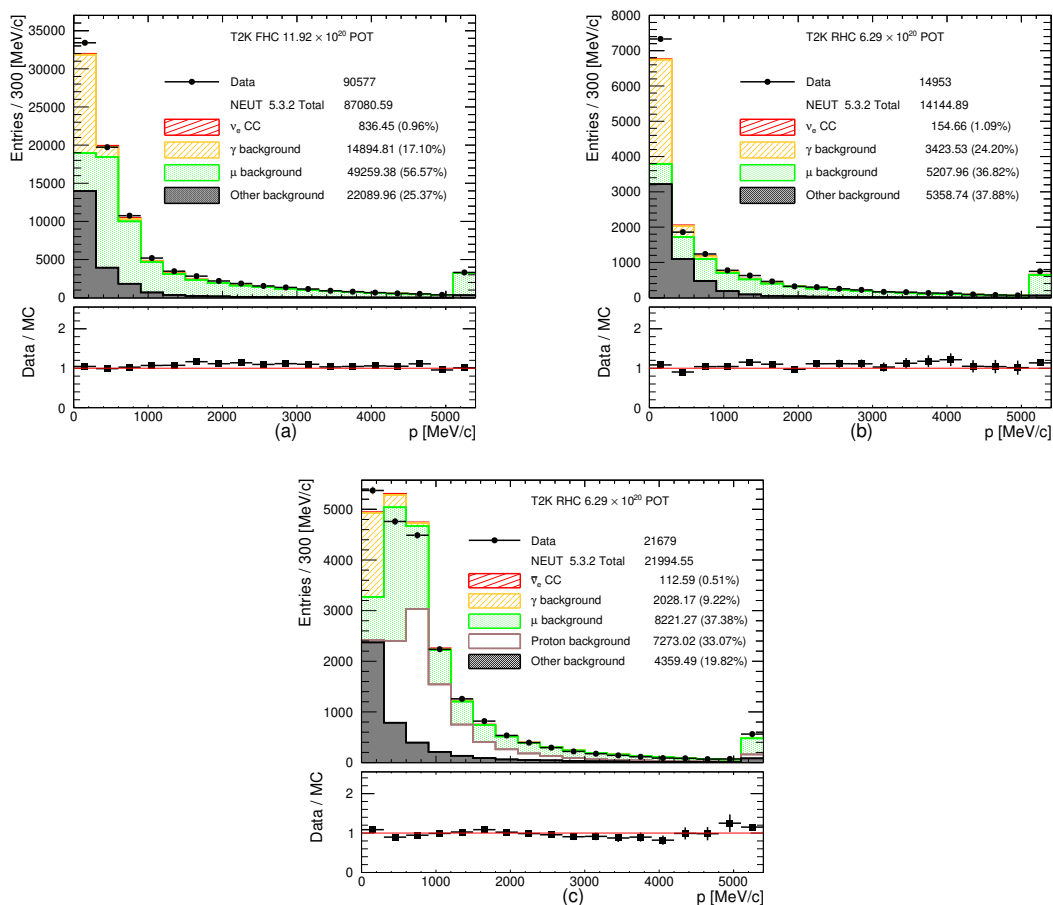 T2K FHC 11.92 × 10²⁰ POT
Entries / 300 [MeV/c]
35000
30000
25000
20000
15000
10000
5000
0
Data 90577
NEUT 5.3.2 Total 87080.59
νe CC 836.45 (0.96%)
γ background 14894.81 (17.10%)
μ background 49259.38 (56.57%)
Other background 22089.96 (25.37%)
Data / MC
2
1
0
0 1000 2000 3000 4000 5000
p [MeV/c]
(a)
T2K RHC 6.29 × 10²⁰ POT
Entries / 300 [MeV/c]
8000
7000
6000
5000
4000
3000
2000
1000
0
Data 14953
NEUT 5.3.2 Total 14144.89
νe CC 154.66 (1.09%)
γ background 3423.53 (24.20%)
μ background 5207.96 (36.82%)
Other background 5358.74 (37.88%)
Data / MC
2
1
0
0 1000 2000 3000 4000 5000
p [MeV/c]
(b)
T2K RHC 6.29 × 10²⁰ POT
Entries / 300 [MeV/c]
5000
4000
3000
2000
1000
0
Data 21679
NEUT 5.3.2 Total 21994.55
ν̄e CC 112.59 (0.51%)
γ background 2028.17 (9.22%)
μ background 8221.27 (37.38%)
Proton background 7273.02 (33.07%)
Other background 4359.49 (19.82%)
Data / MC
2
1
0
0 1000 2000 3000 4000 5000
p [MeV/c]
(c)